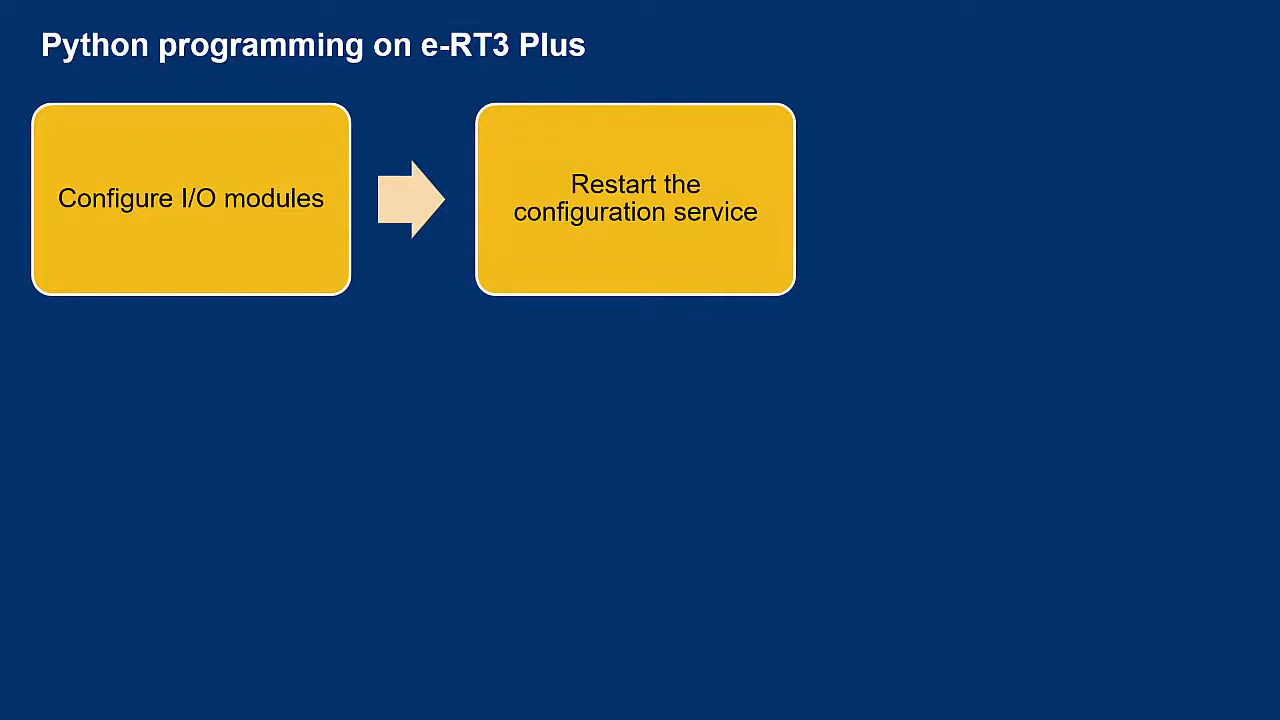 Python programming on e-RT3 Plus
Configure I/O modules
Restart the
configuration service